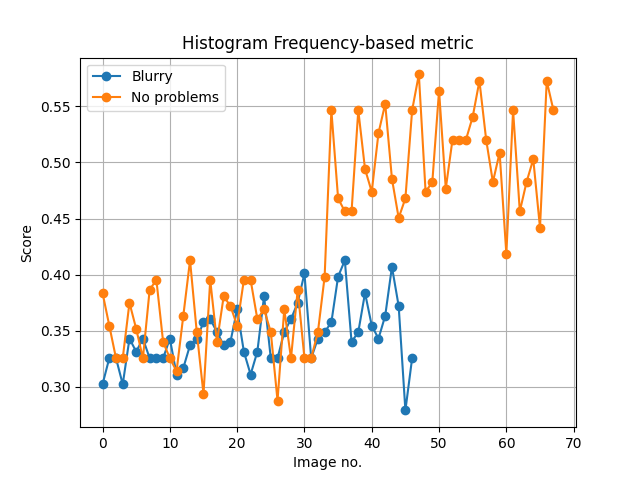 Histogram Frequency-based metric
Blurry
No problems
0.55
0.50
0.45
0.40
0.35
0.30
Score
0 10 20 30 40 50 60 70
Image no.